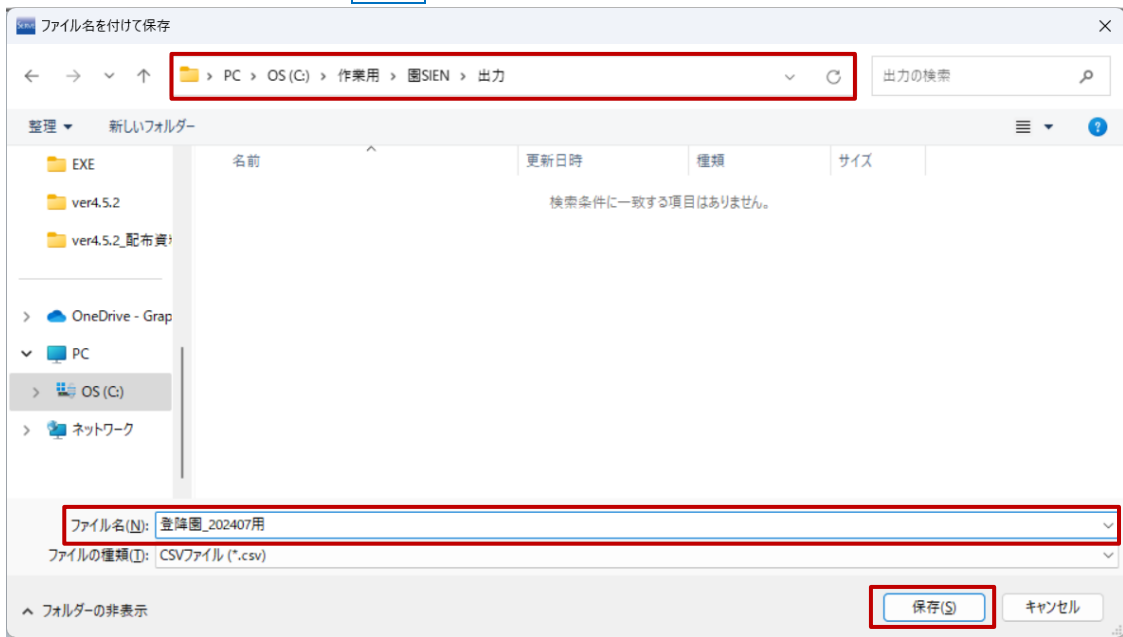 ファイル名を付けて保存
PC > OS (C:) > 作業用 > 園SIEN > 出力
出力の検索
整理
新しいフォルダー
EXE
名前
更新日時
種類
サイズ
ver4.5.2
検索条件に一致する項目はありません。
ver4.5.2_配布資
OneDrive - Grap
PC
OS (C:)
ネットワーク
ファイル名(N): 登降園_202407用
ファイルの種類(T): CSVファイル (*.csv)
フォルダーの非表示
保存(S)
キャンセル